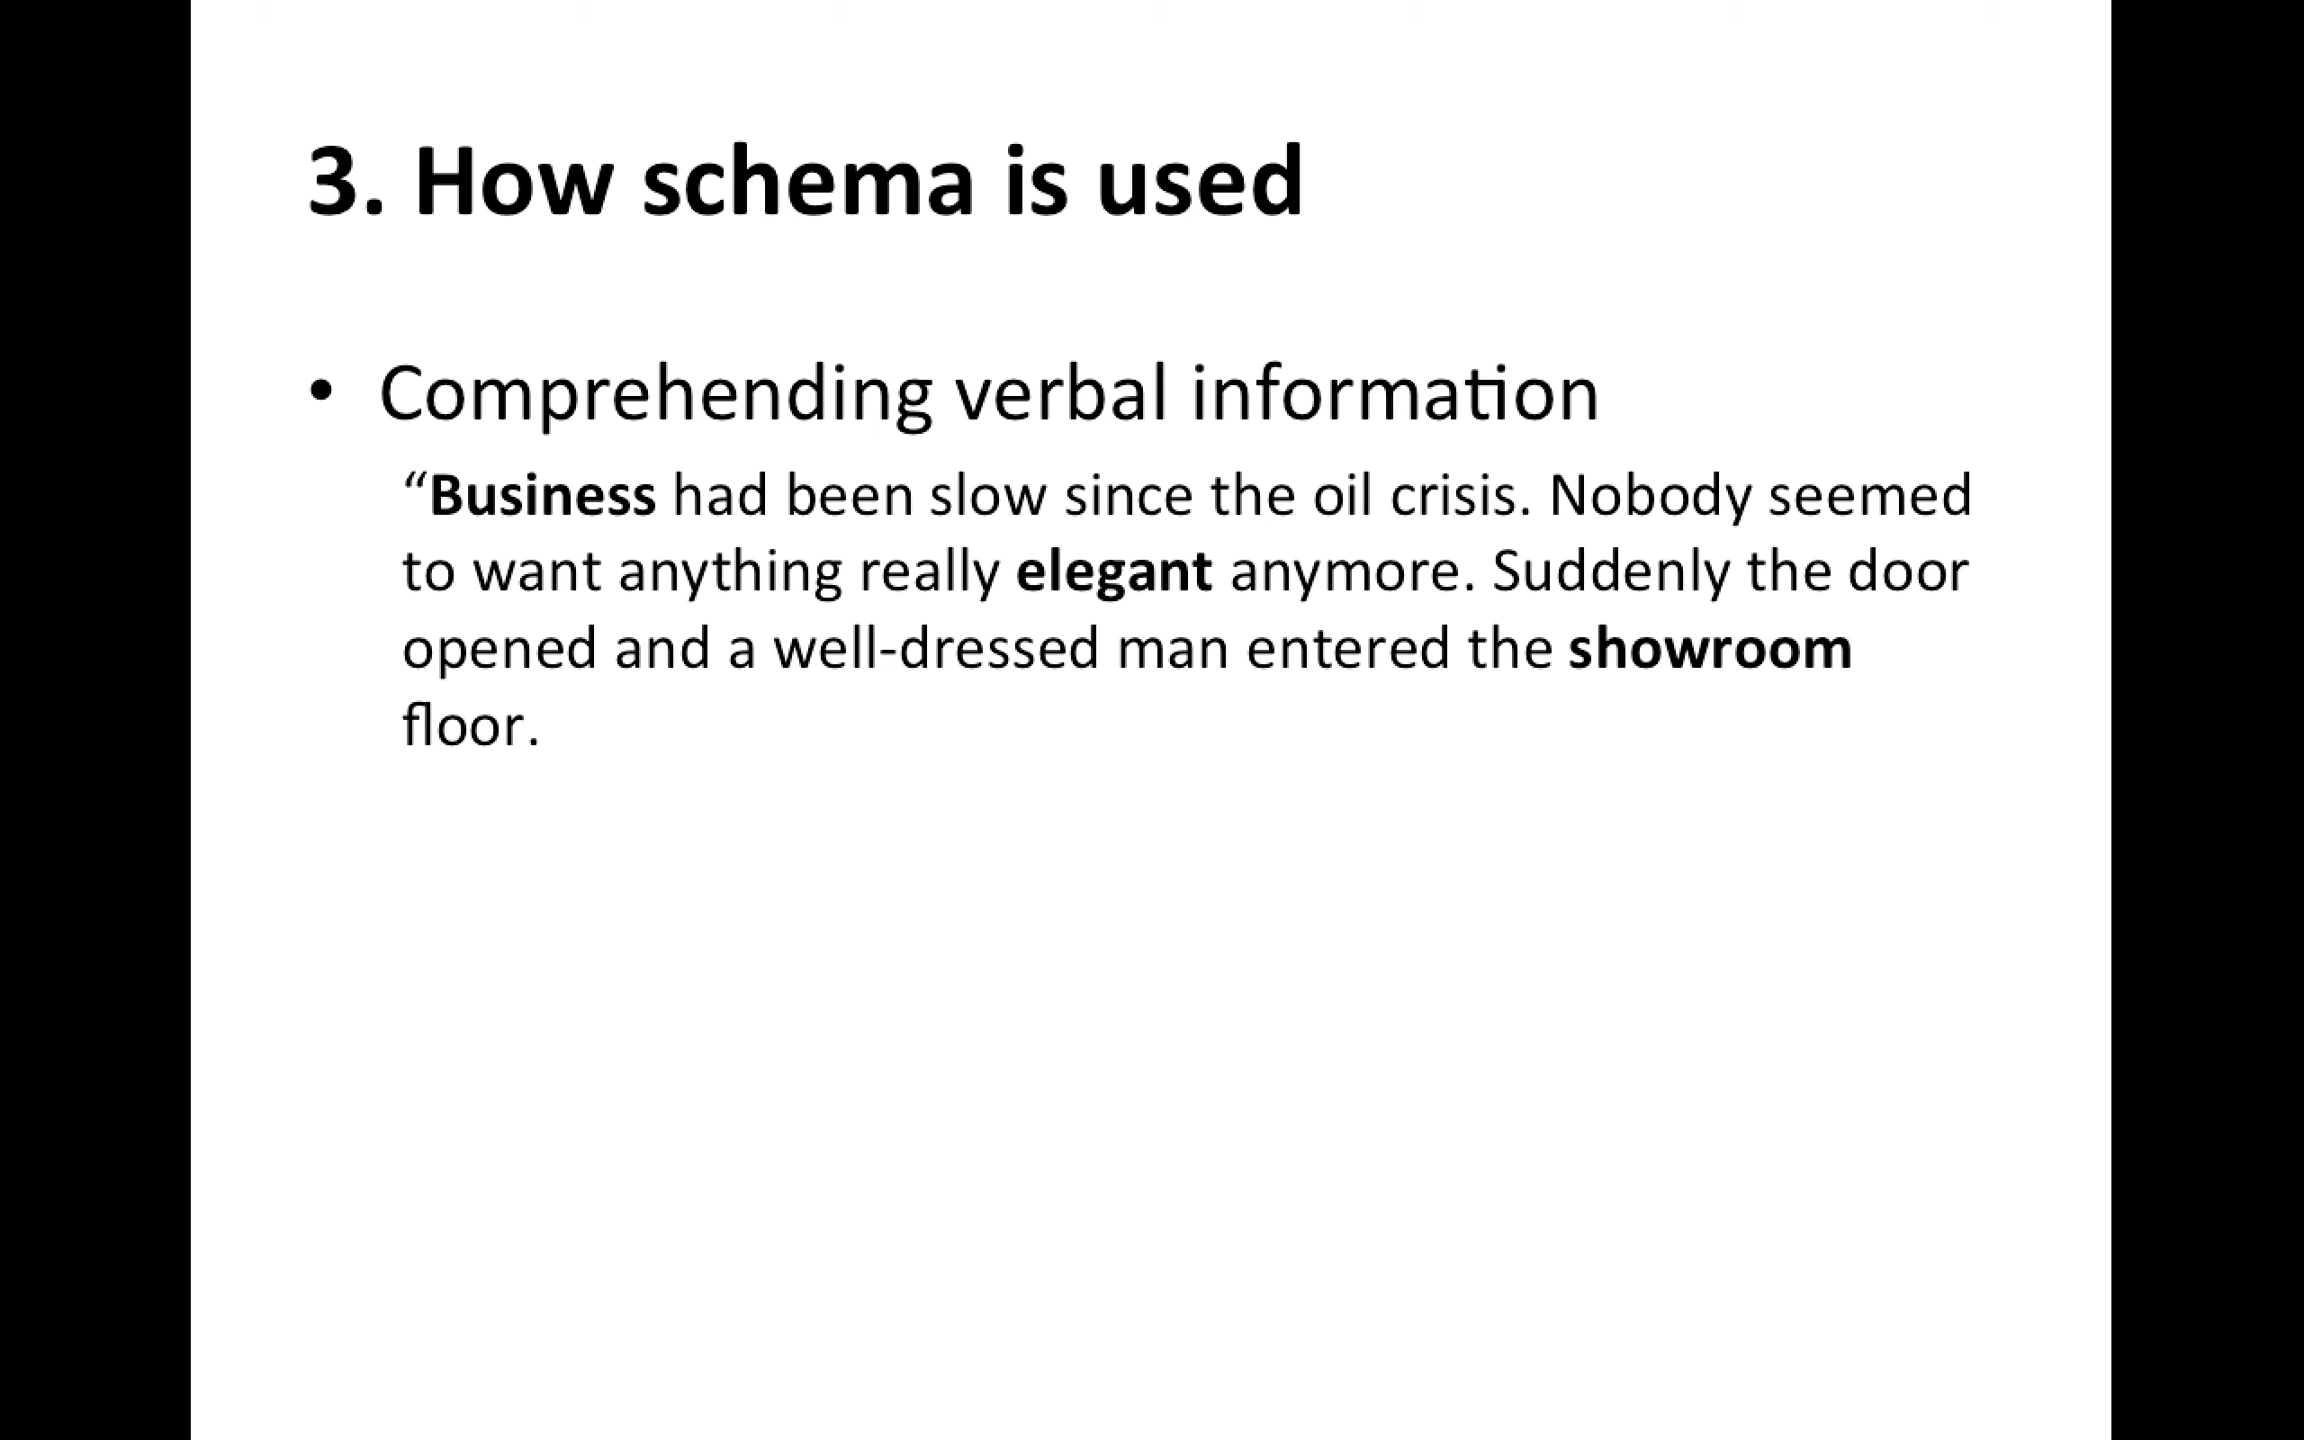 3. How schema is used
• Comprehending verbal information
“Business had been slow since the oil crisis. Nobody seemed
to want anything really elegant anymore. Suddenly the door
opened and a well-dressed man entered the showroom
floor.